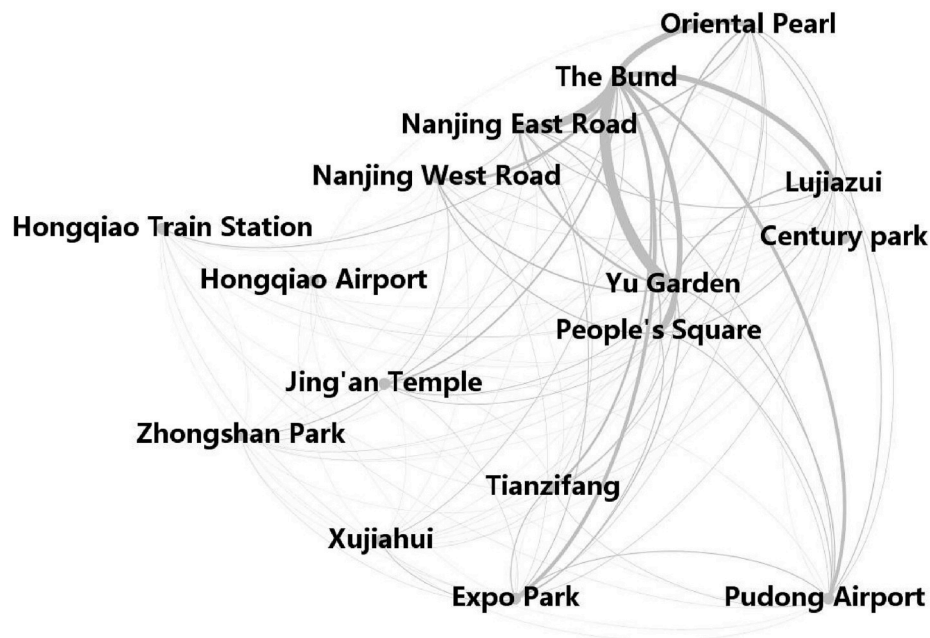 Oriental Pearl
The Bund
Nanjing East Road
Nanjing West Road
Lujiazui
Hongqiao Train Station
Century park
Hongqiao Airport
Yu Garden
People's Square
Jing'an Temple
Zhongshan Park
Tianzifang
Xujiahui
Expo Park
Pudong Airport